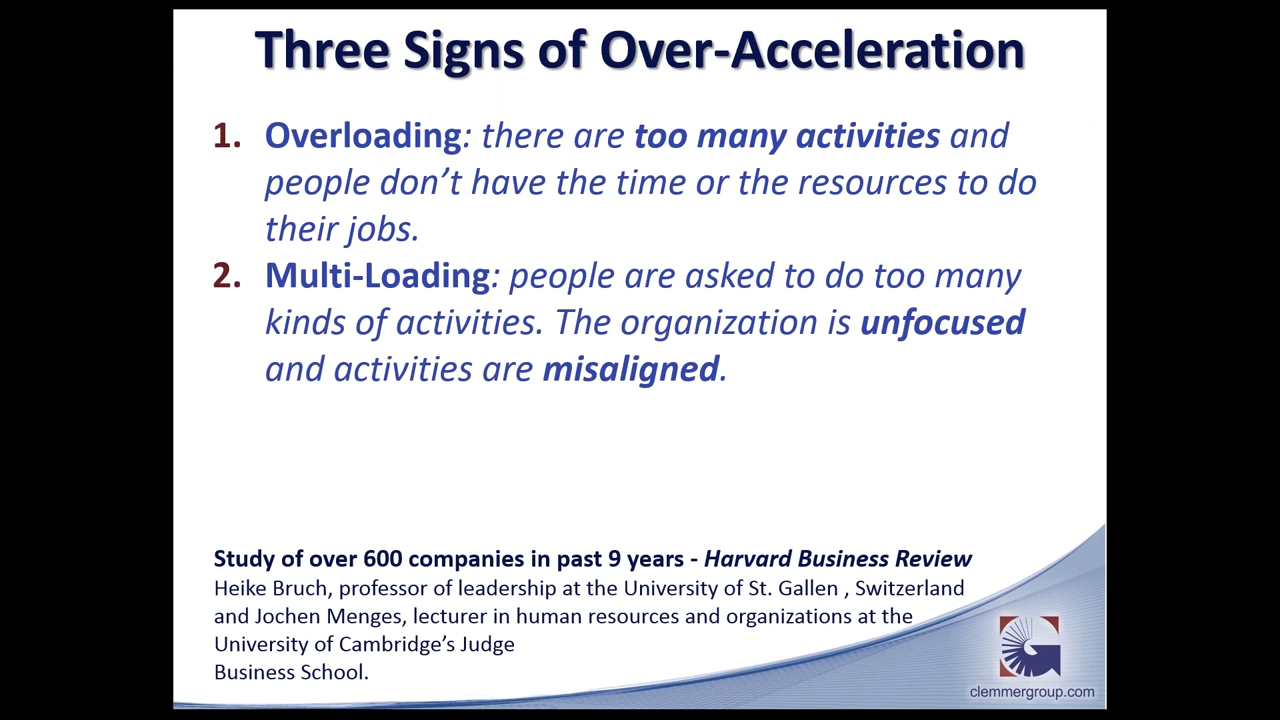 Three Signs of Over-Acceleration
1. Overloading: there are too many activities and
people don't have the time or the resources to do
their jobs.
2. Multi-Loading: people are asked to do too many
kinds of activities. The organization is unfocused
and activities are misaligned.
Study of over 600 companies in past 9 years - Harvard Business Review
Heike Bruch, professor of leadership at the University of St. Gallen , Switzerland
and Jochen Menges, lecturer in human resources and organizations at the
University of Cambridge's Judge
Business School.
clemmergroup.com